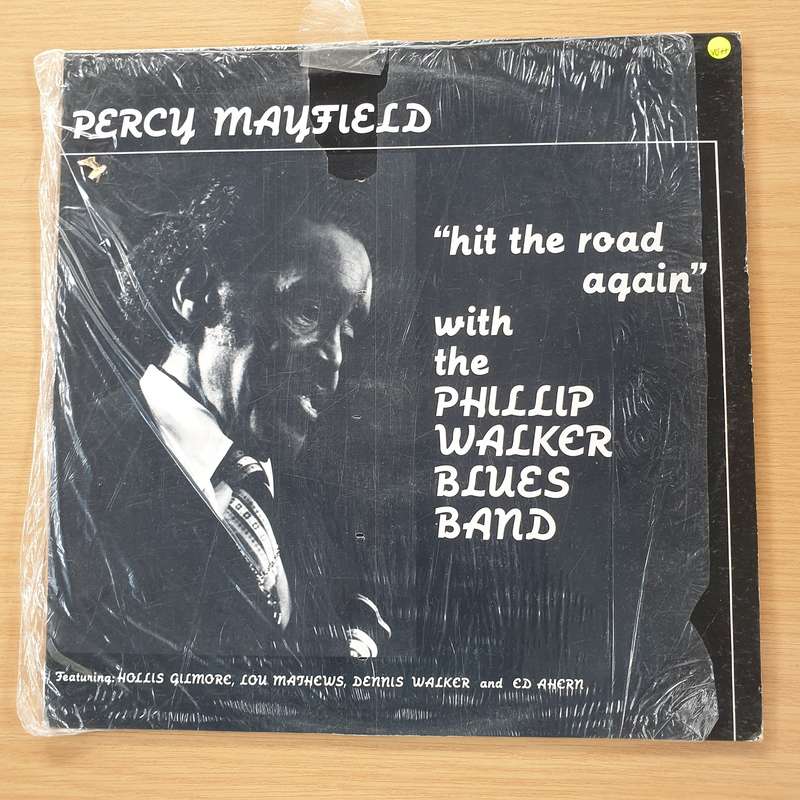 VG++
PERCY MAYFIELD
“hit the road
again”
with
the
PHILLIP
WALKER
BLUES
BAND
Featuring: HOLLIS GILMORE, LOU MATHEWS, DENNIS WALKER and ED AHERN